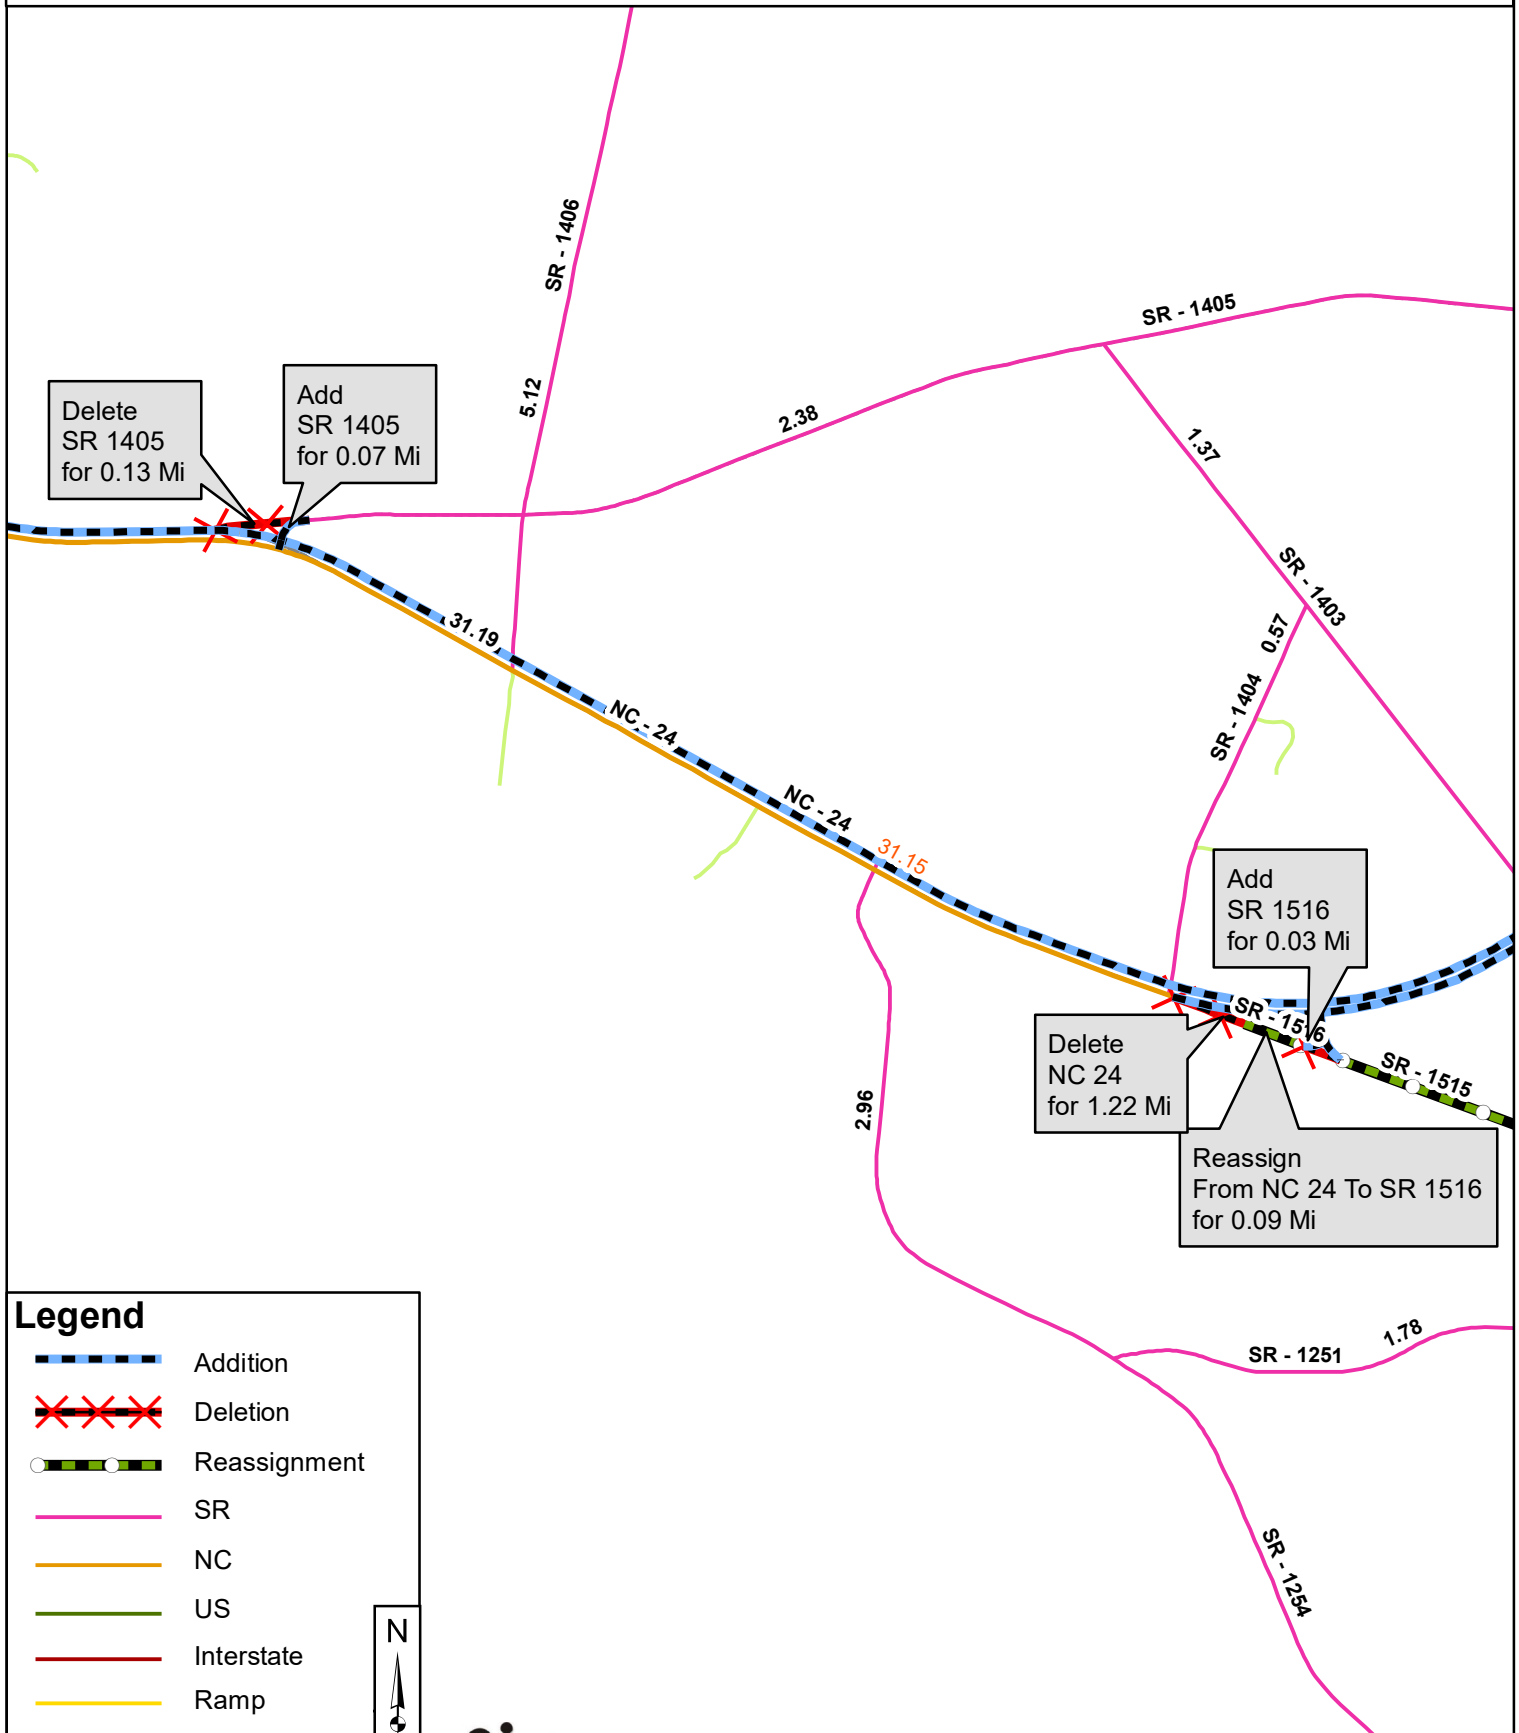 SR - 1406
5.12
SR - 1405
2.38
1.37
SR - 1403
0.57
SR - 1404
Delete
SR 1405
for 0.13 Mi
Add
SR 1405
for 0.07 Mi
31.19
NC - 24
NC - 24
31.15
Add
SR 1516
for 0.03 Mi
SR - 1516
SR - 1515
Delete
NC 24
for 1.22 Mi
Reassign
From NC 24 To SR 1516
for 0.09 Mi
2.96
SR - 1251
1.78
SR - 1254
Legend
Addition
Deletion
Reassignment
SR
NC
US
Interstate
Ramp
N